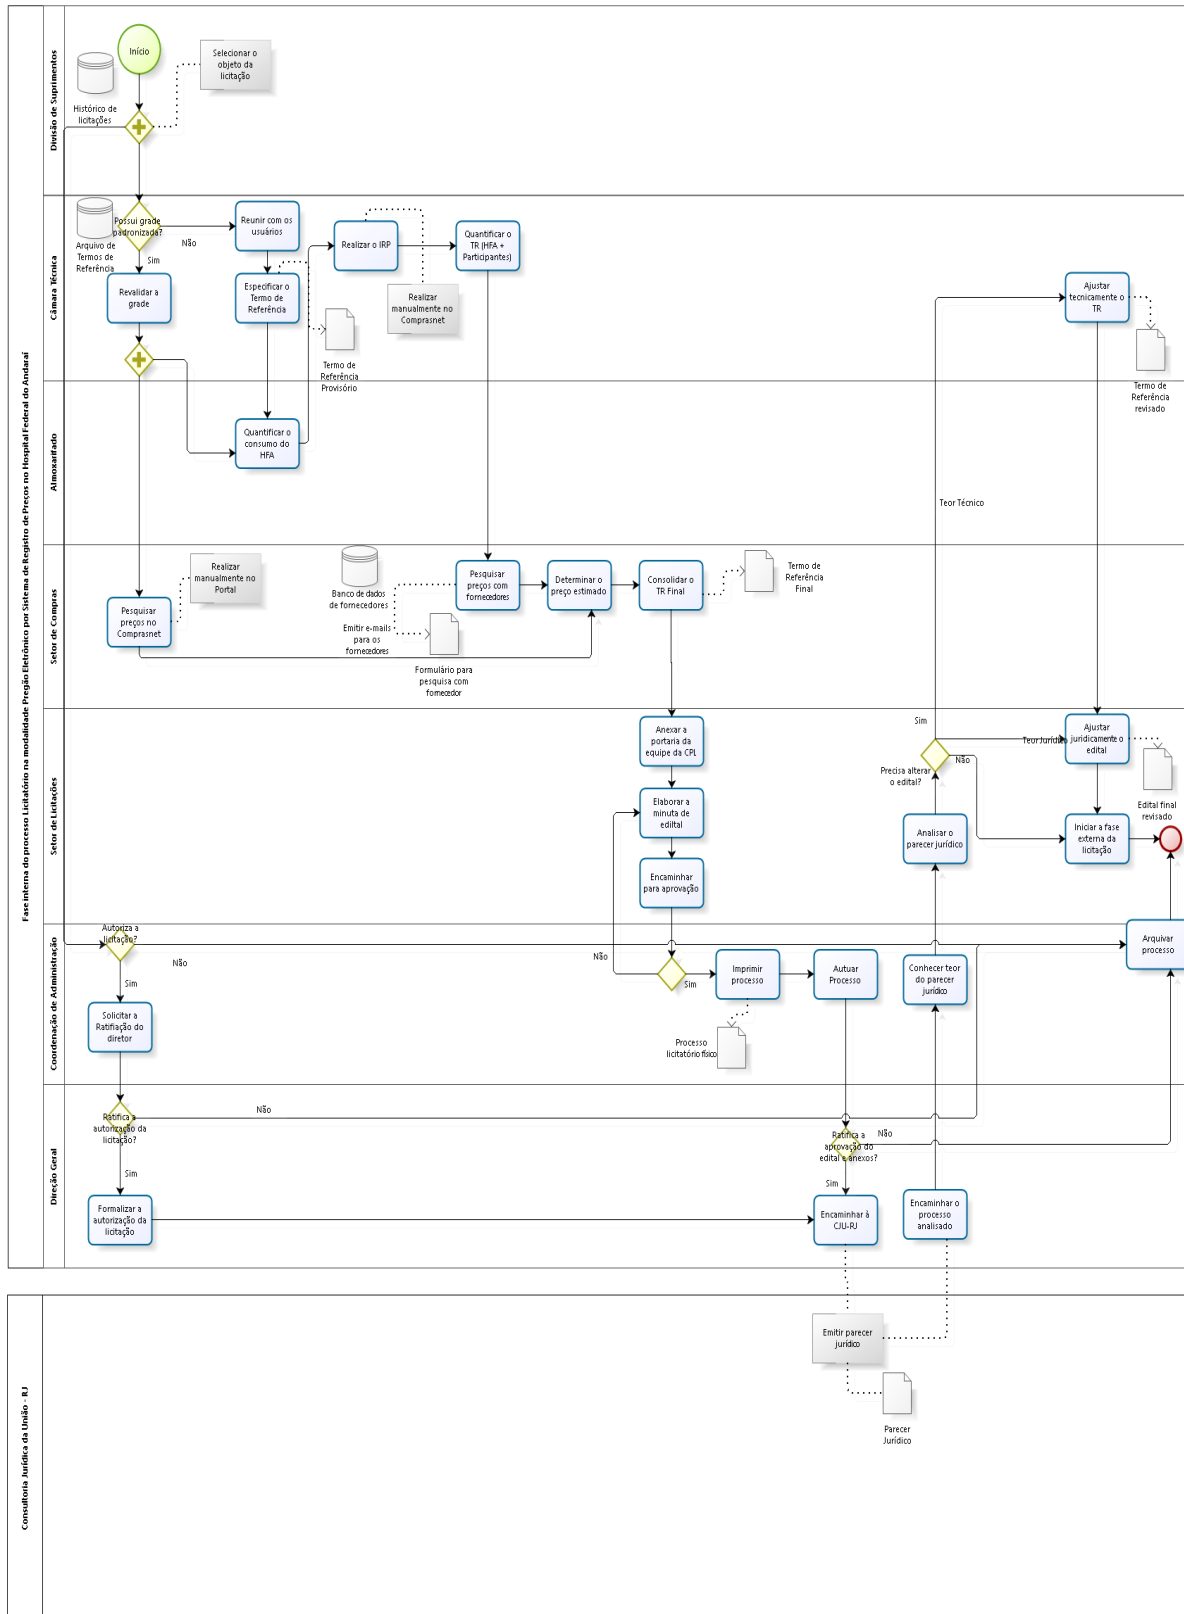 Fase interna do processo Licitatório na modalidade Pregão Eletrônico por Sistema de Registro de Preços no Hospital Federal do Andaraí
Divisão de Suprimentos
Início
Selecionar o
objeto da
licitação
Histórico de
licitações
Câmara Técnica
Possui grade
padronizada?
Arquivo de
Termos de
Referência
Não
Sim
Reunir com os
usuários
Realizar o IRP
Quantificar o
TR (HFA +
Participantes)
Revalidar a
grade
Especificar o
Termo de
Referência
Realizar
manualmente no
Comprasnet
Termo de
Referência
Provisório
Ajustar
tecnicamente o
TR
Termo de
Referência
revisado
Almoxarifado
Quantificar o
consumo do
HFA
Teor Técnico
Setor de Compras
Realizar
manualmente no
Portal
Pesquisar
preços no
Comprasnet
Banco de dados
de fornecedores
Emitir e-mails
para os
fornecedores
Formulário para
pesquisa com
fornecedor
Pesquisar
preços com
fornecedores
Determinar o
preço estimado
Consolidar o
TR Final
Termo de
Referência
Final
Setor de Licitações
Anexar a
portaria da
equipe da CPL
Elaborar a
minuta de
ediltal
Encaminhar
para aprovação
Sim
Precisa alterar
o edital?
Não
Teor Jurídico
Ajustar
juridicamente o
edital
Edital final
revisado
Analisar o
parecer jurídico
Iniciar a fase
externa da
licitação
Coordenação de Administração
Autoriza a
licitação?
Não
Sim
Solicitar a
Ratifiação do
diretor
Não
Sim
Imprimir
processo
Autuar
Processo
Processo
licitatório físico
Conhecer teor
do parecer
jurídico
Arquivar
processo
Direção Geral
Ratifica a
autorização da
licitação?
Não
Sim
Formalizar a
autorização da
licitação
Ratifica a
aprovação do
edital e anexos?
Não
Sim
Encaminhar à
CJU-RJ
Encaminhar o
processo
analisado
Consultoria Jurídica da União - RJ
Emitir parecer
jurídico
Parecer
Jurídico